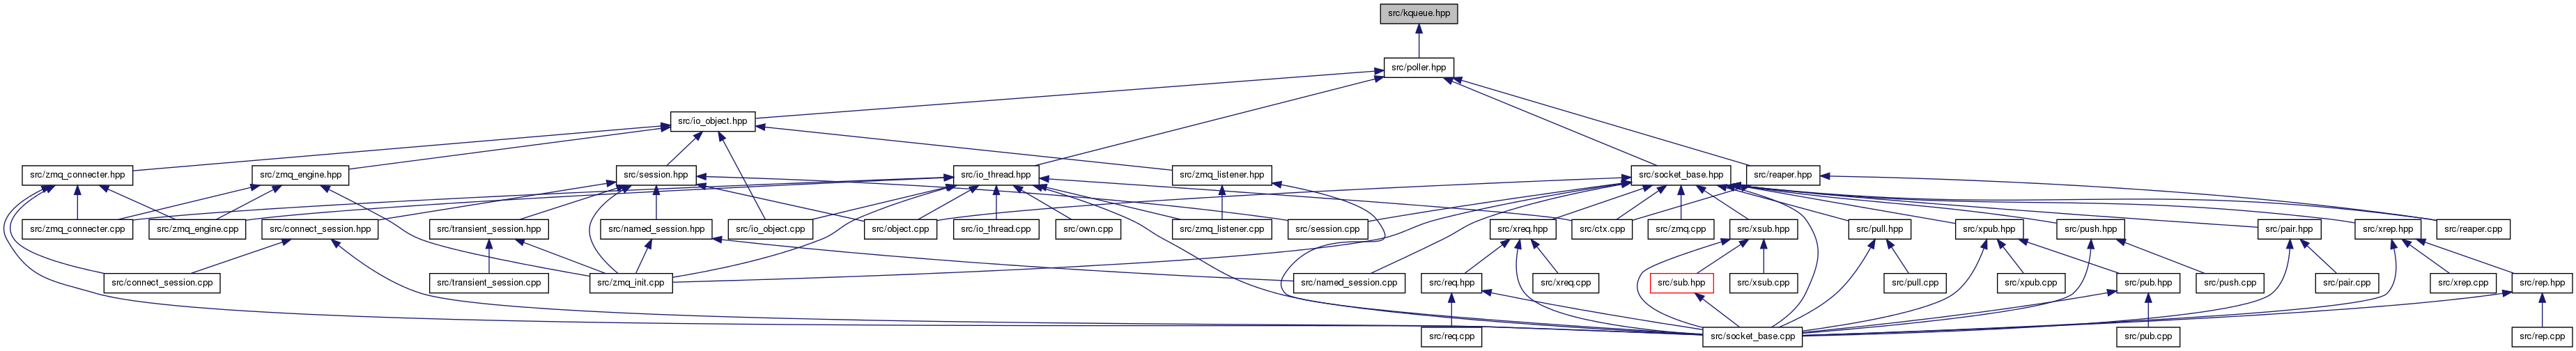 src/kqueue.hpp
src/poller.hpp
src/io_object.hpp
src/zmq_connecter.hpp
src/zmq_engine.hpp
src/session.hpp
src/io_thread.hpp
src/zmq_listener.hpp
src/socket_base.hpp
src/reaper.hpp
src/zmq_connecter.cpp
src/zmq_engine.cpp
src/connect_session.hpp
src/transient_session.hpp
src/named_session.hpp
src/io_object.cpp
src/object.cpp
src/io_thread.cpp
src/own.cpp
src/zmq_listener.cpp
src/session.cpp
src/xreq.hpp
src/ctx.cpp
src/zmq.cpp
src/xsub.hpp
src/pull.hpp
src/xpub.hpp
src/push.hpp
src/pair.hpp
src/xrep.hpp
src/reaper.cpp
src/connect_session.cpp
src/transient_session.cpp
src/zmq_init.cpp
src/named_session.cpp
src/req.hpp
src/xreq.cpp
src/sub.hpp
src/xsub.cpp
src/pull.cpp
src/xpub.cpp
src/pub.hpp
src/push.cpp
src/pair.cpp
src/xrep.cpp
src/rep.hpp
src/req.cpp
src/socket_base.cpp
src/pub.cpp
src/rep.cpp